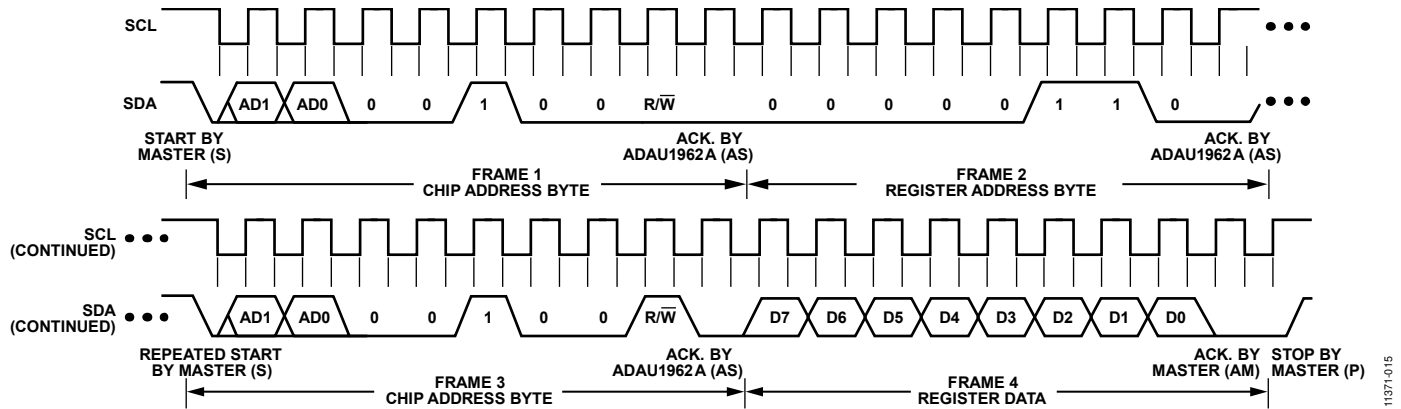 SCL
SDA
AD1 AD0 0 0 1 0 0 R/W̅ 0 0 0 0 0 1 1 0
START BY
MASTER (S)
ACK. BY
ADAU1962A (AS)
ACK. BY
ADAU1962A (AS)
FRAME 1
CHIP ADDRESS BYTE
FRAME 2
REGISTER ADDRESS BYTE
SCL
(CONTINUED)
SDA
(CONTINUED)
AD1 AD0 0 0 1 0 0 R/W̅ D7 D6 D5 D4 D3 D2 D1 D0
REPEATED START
BY MASTER (S)
ACK. BY
ADAU1962A (AS)
ACK. BY
MASTER (AM)
STOP BY
MASTER (P)
FRAME 3
CHIP ADDRESS BYTE
FRAME 4
REGISTER DATA
11371-015